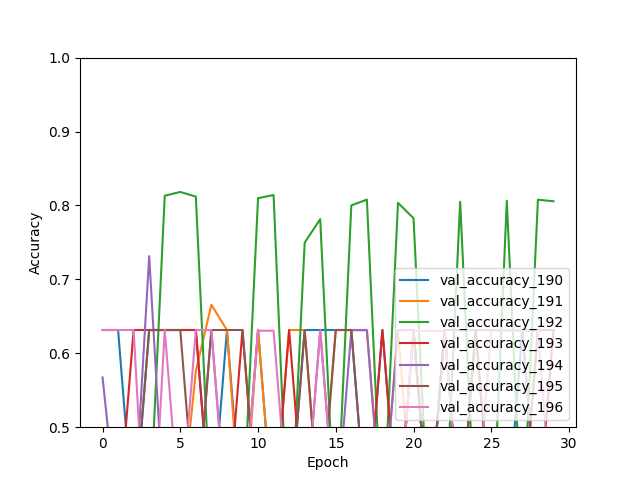 1.0
0.9
0.8
0.7
0.6
0.5
Accuracy
0
5
10
15
20
25
30
Epoch
val_accuracy_190
val_accuracy_191
val_accuracy_192
val_accuracy_193
val_accuracy_194
val_accuracy_195
val_accuracy_196